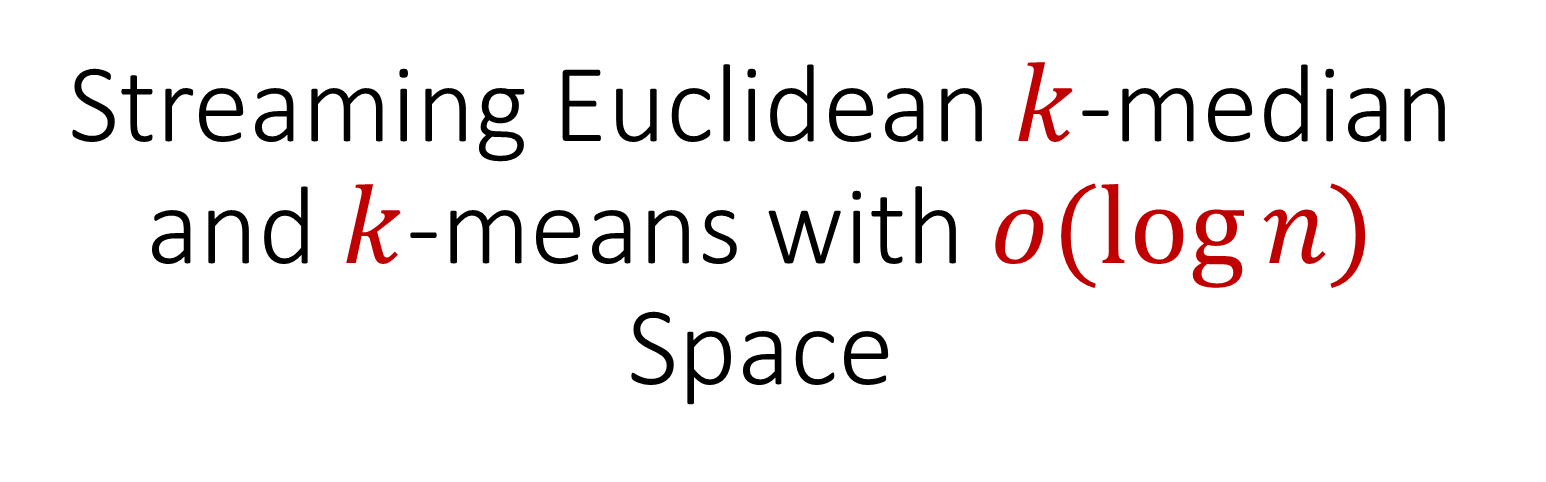 Streaming Euclidean k-median
and k-means with o(log n)
Space